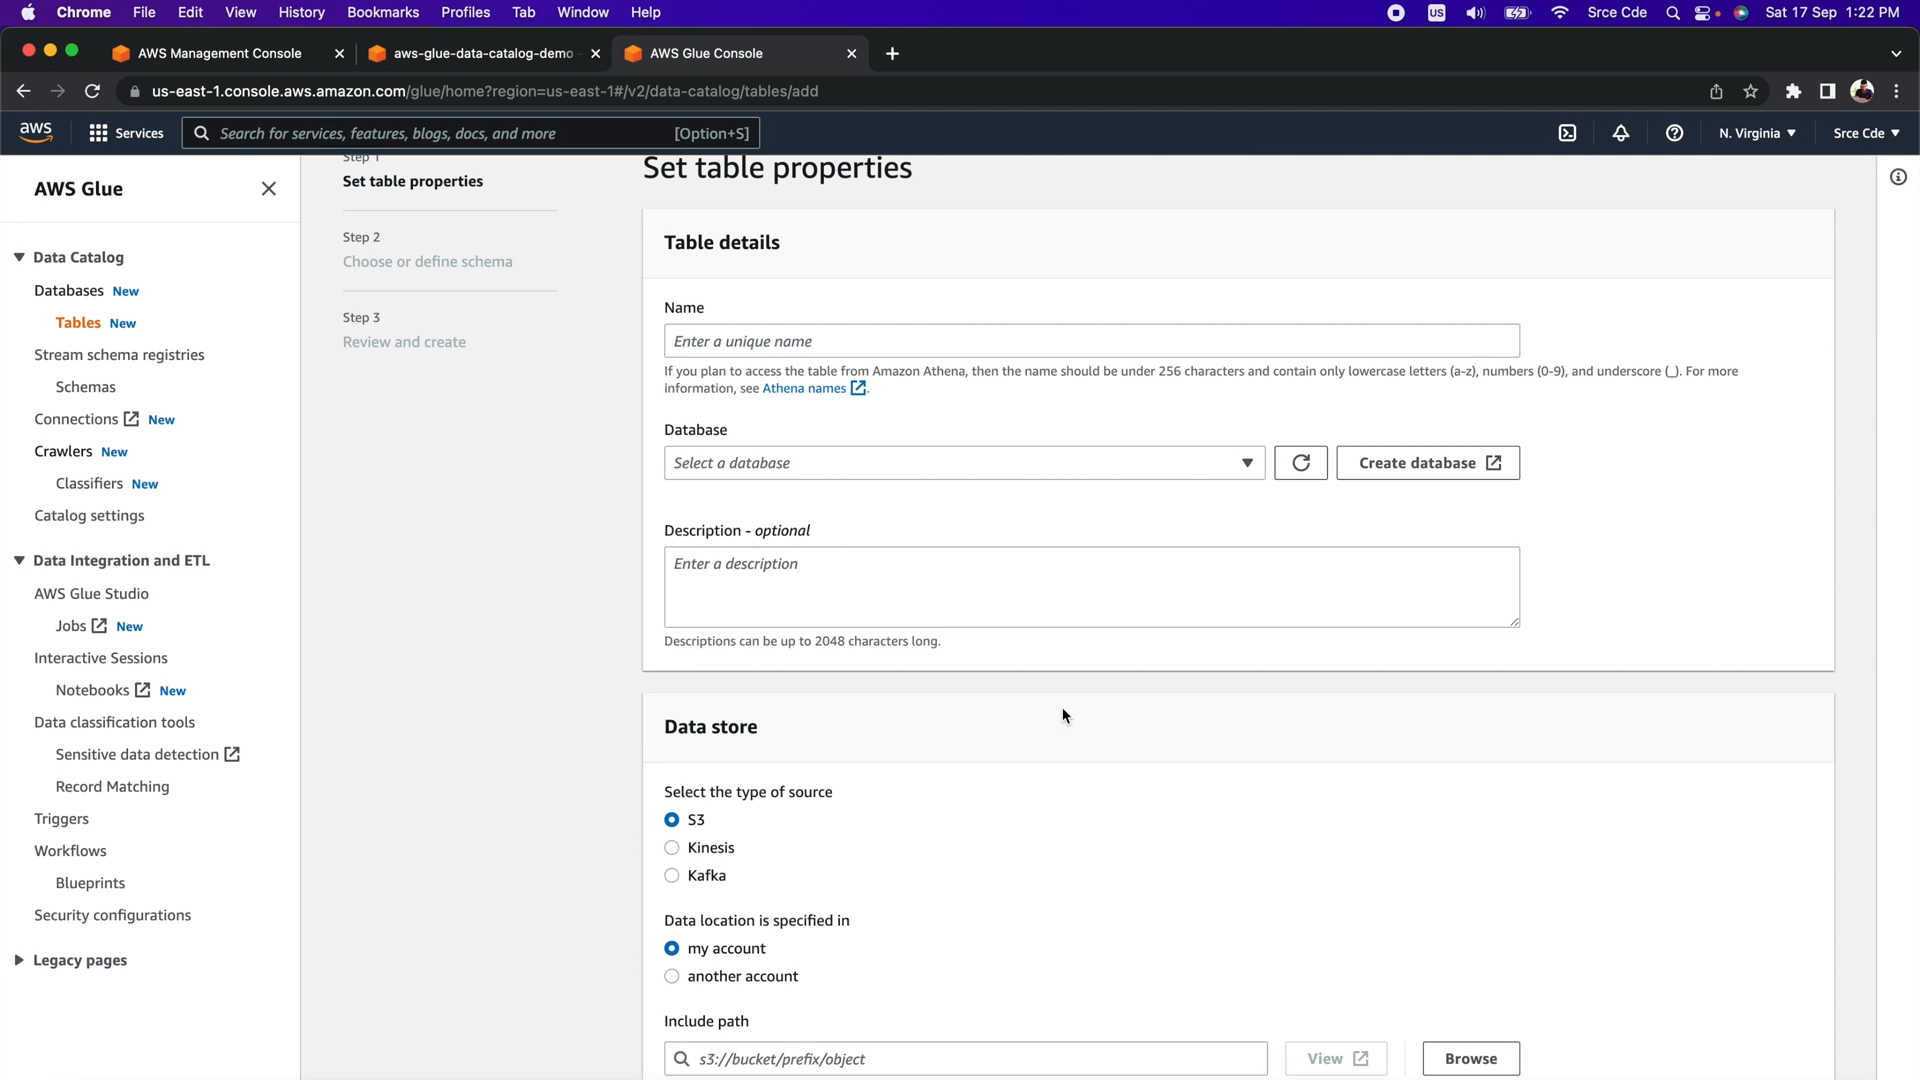 Chrome File Edit View History Bookmarks Profiles Tab Window Help US Srce Cde Sat 17 Sep 1:22 PM
AWS Management Console aws-glue-data-catalog-demo - AWS Glue Console
us-east-1.console.aws.amazon.com/glue/home?region=us-east-1#/v2/data-catalog/tables/add
aws Services Search for services, features, blogs, docs, and more [Option+S] N. Virginia Srce Cde
AWS Glue
Data Catalog
Databases New
Tables New
Stream schema registries
Schemas
Connections New
Crawlers New
Classifiers New
Catalog settings
Data Integration and ETL
AWS Glue Studio
Jobs New
Interactive Sessions
Notebooks New
Data classification tools
Sensitive data detection
Record Matching
Triggers
Workflows
Blueprints
Security configurations
Legacy pages
Step 1
Set table properties
Step 2
Choose or define schema
Step 3
Review and create
Set table properties
Table details
Name
Enter a unique name
If you plan to access the table from Amazon Athena, then the name should be under 256 characters and contain only lowercase letters (a-z), numbers (0-9), and underscore (_). For more
information, see Athena names.
Database
Select a database Create database
Description - optional
Enter a description
Descriptions can be up to 2048 characters long.
Data store
Select the type of source
S3
Kinesis
Kafka
Data location is specified in
my account
another account
Include path
s3://bucket/prefix/object View Browse